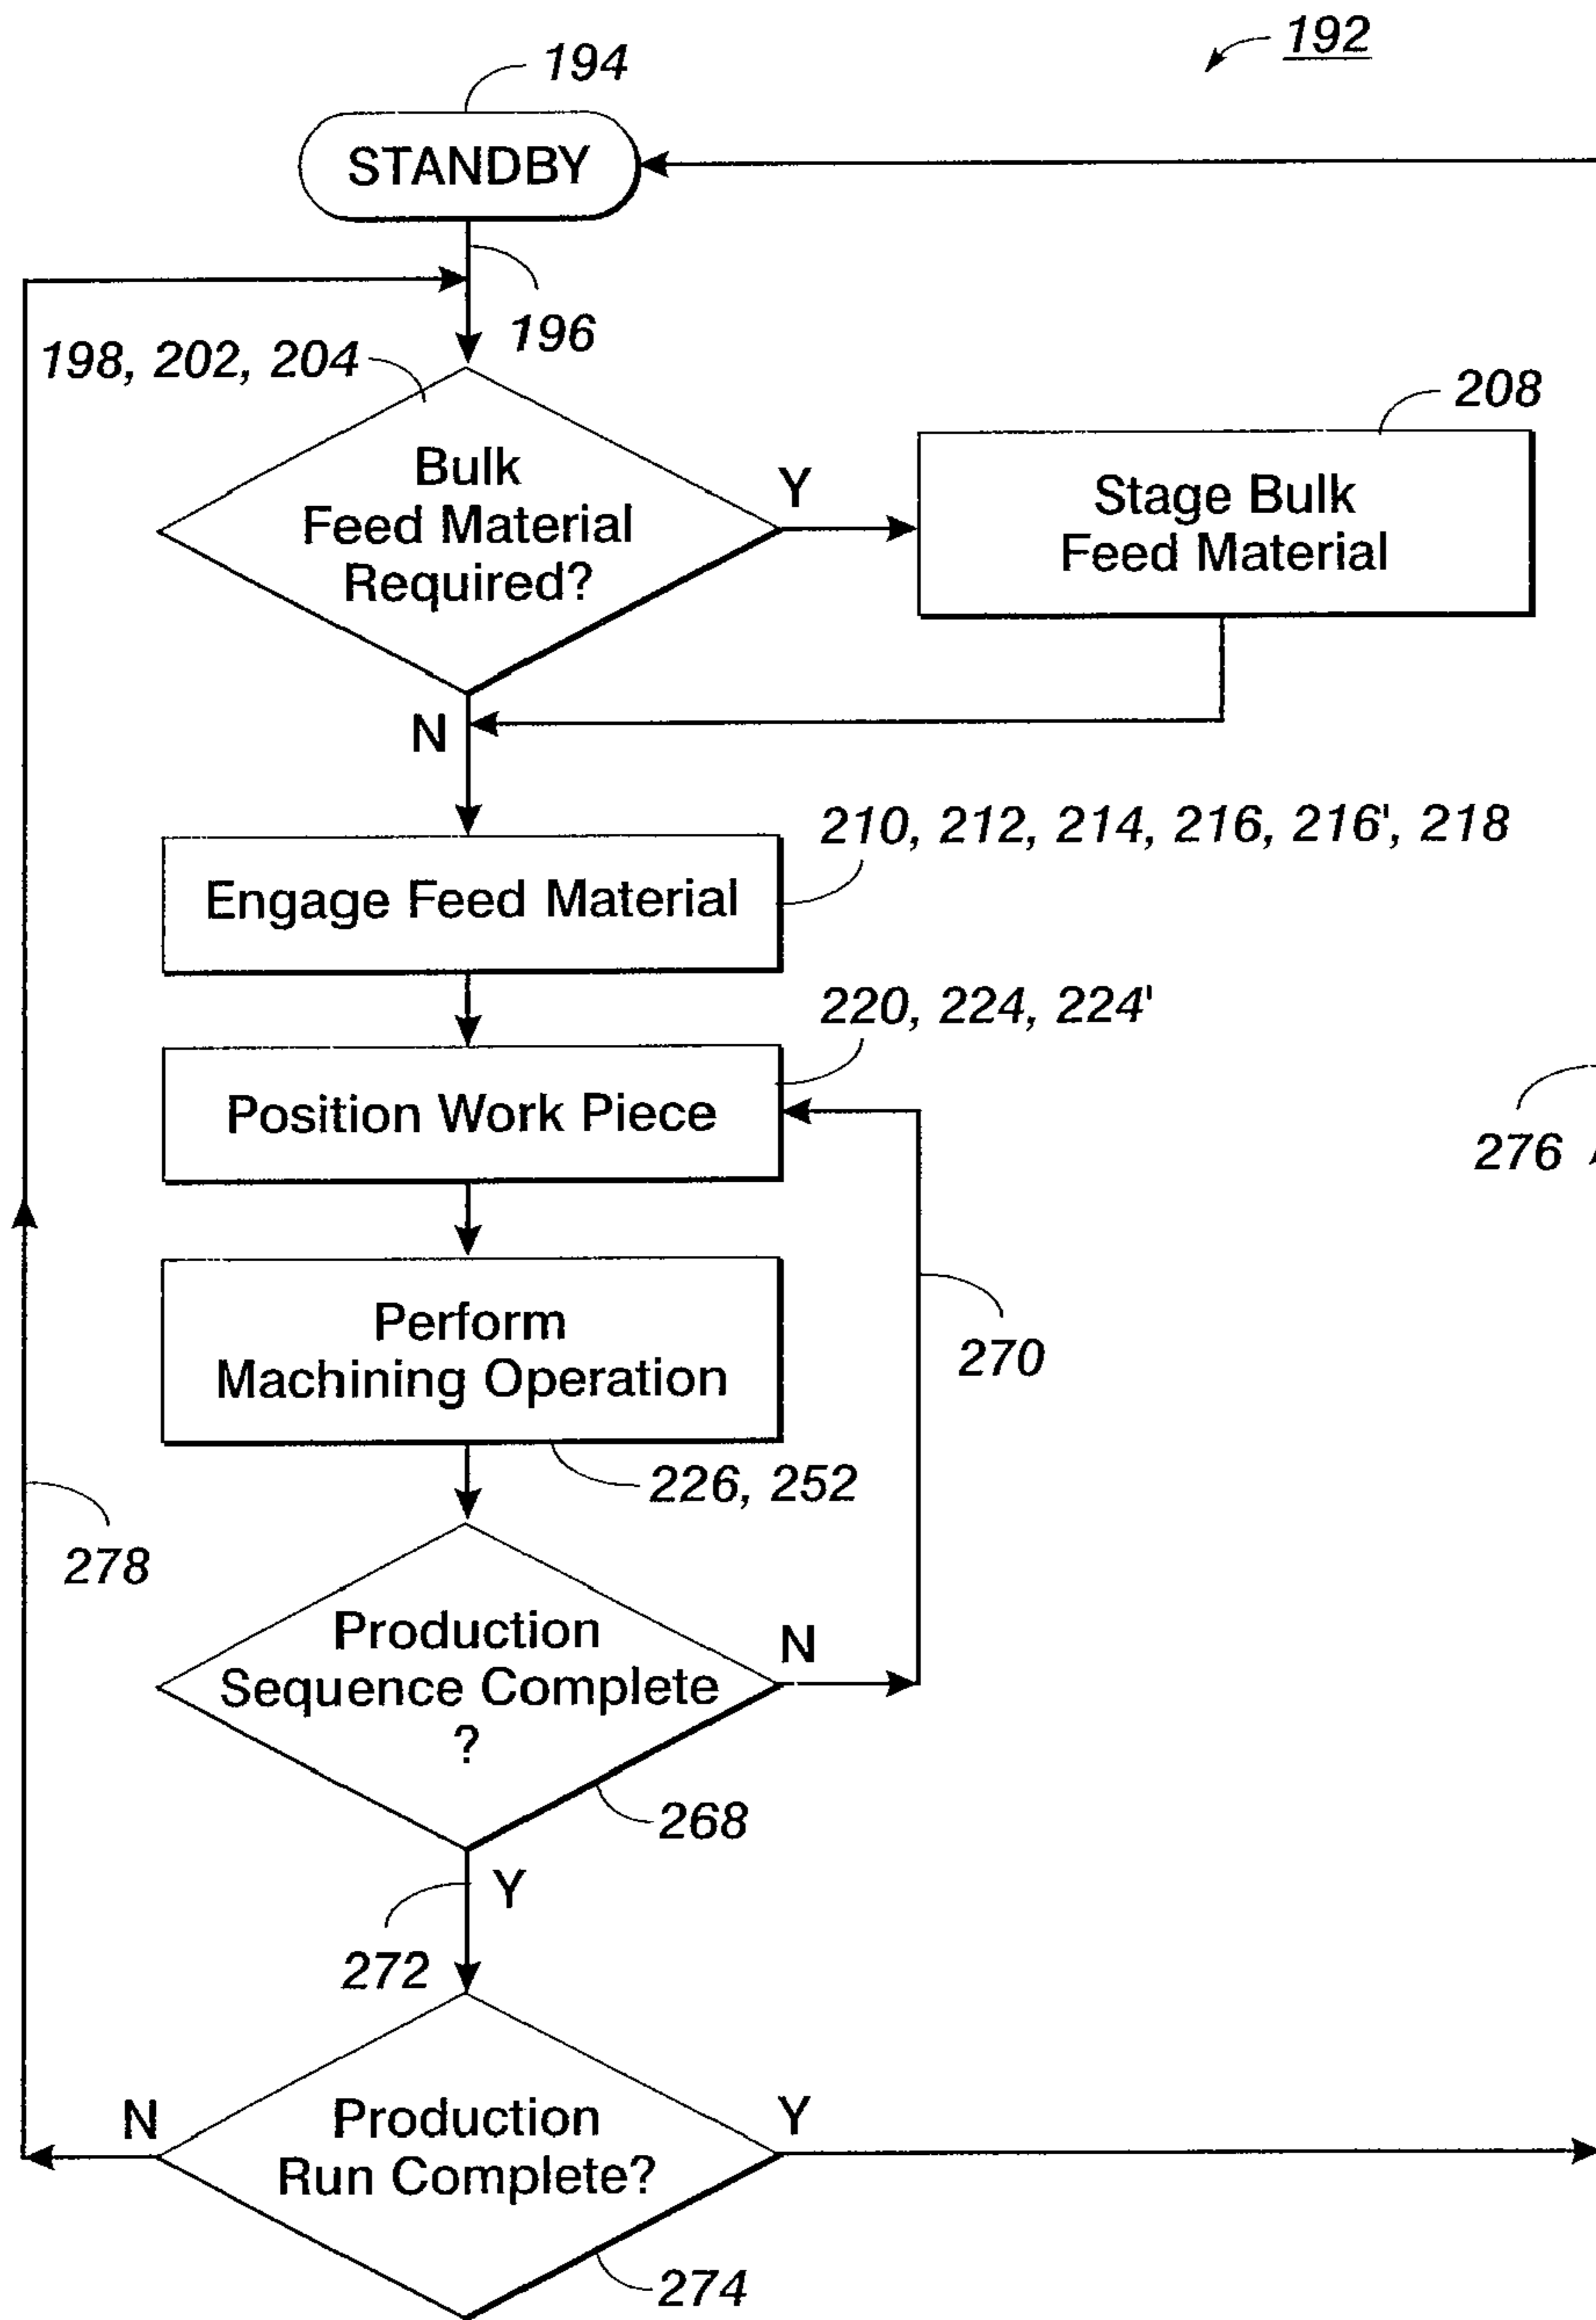 192
194
STANDBY
196
198, 202, 204
208
Bulk
Feed Material
Required?
Y
Stage Bulk
Feed Material
N
210, 212, 214, 216, 216', 218
Engage Feed Material
220, 224, 224'
Position Work Piece
276
Perform
Machining Operation
270
226, 252
278
Production
Sequence Complete
?
N
268
Y
272
N
Production
Run Complete?
Y
274